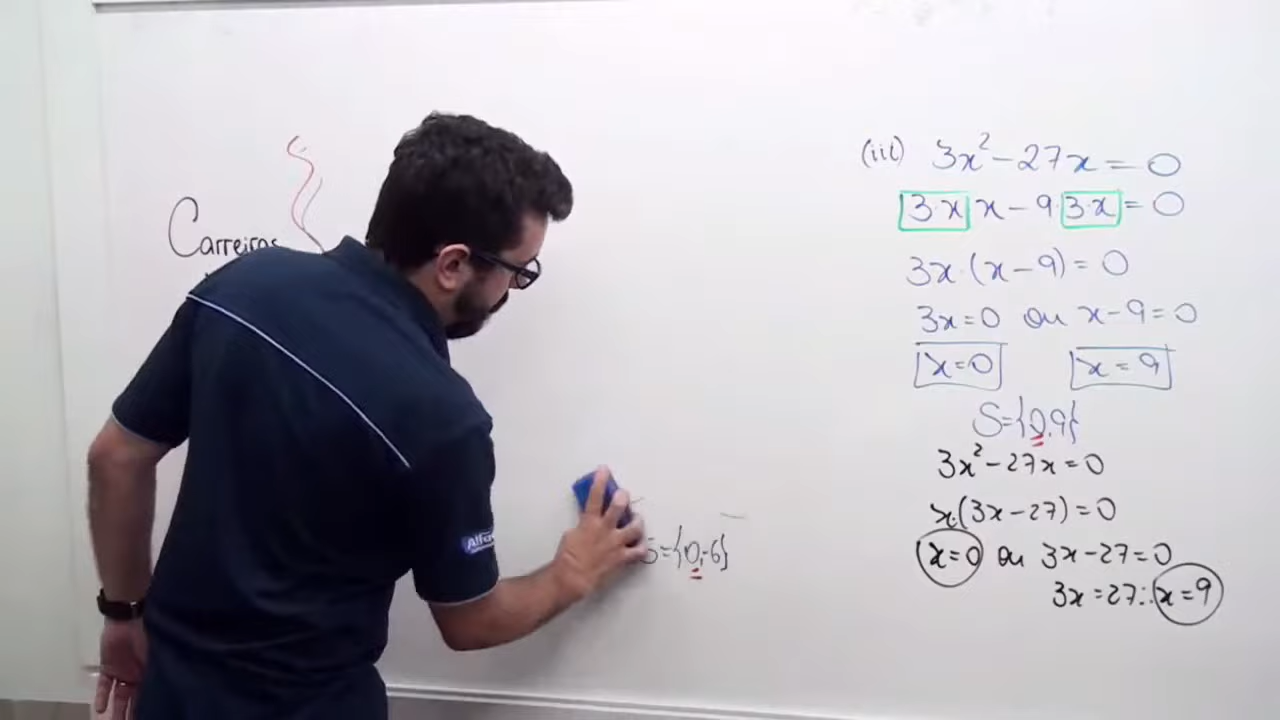 Carreiras
(iii) 3x² - 27x = 0
3·x x - 9·3·x = 0
3x·(x - 9) = 0
3x = 0 ou x - 9 = 0
x = 0 x = 9
S = {0, 9}
3x² - 27x = 0
x·(3x - 27) = 0
x = 0 ou 3x - 27 = 0
3x = 27 ∴ x = 9
S = {0, -6}